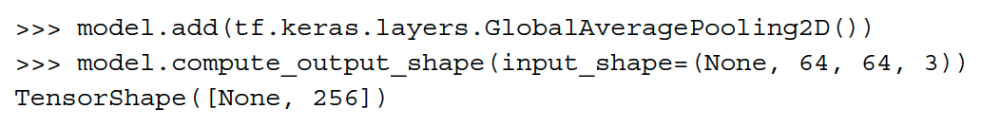 >>> model.add(tf.keras.layers.GlobalAveragePooling2D())
>>> model.compute_output_shape(input_shape=(None, 64, 64, 3))
TensorShape([None, 256])